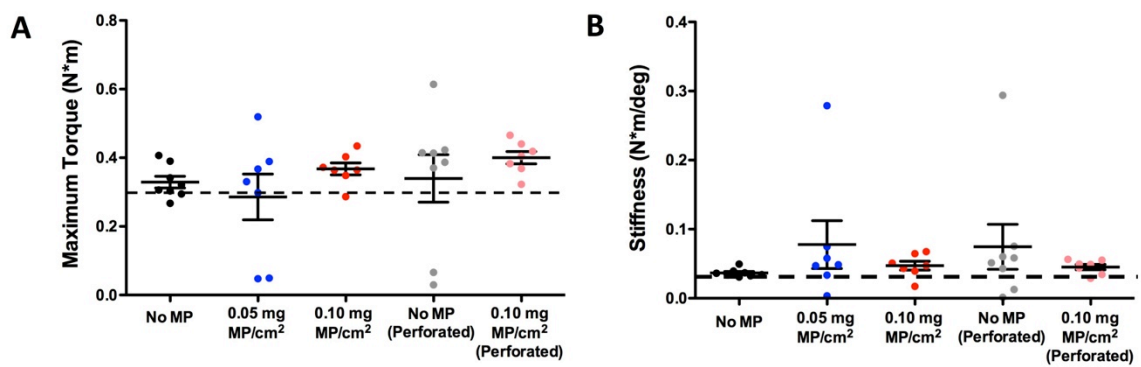 A
Maximum Torque (N*m)
0.8
0.6
0.4
0.2
0.0
No MP
0.05 mg
MP/cm²
0.10 mg
MP/cm²
No MP
(Perforated)
0.10 mg
MP/cm²
(Perforated)
B
Stiffness (N*m/deg)
0.4
0.3
0.2
0.1
0.0
No MP
0.05 mg
MP/cm²
0.10 mg
MP/cm²
No MP
(Perforated)
0.10 mg
MP/cm²
(Perforated)